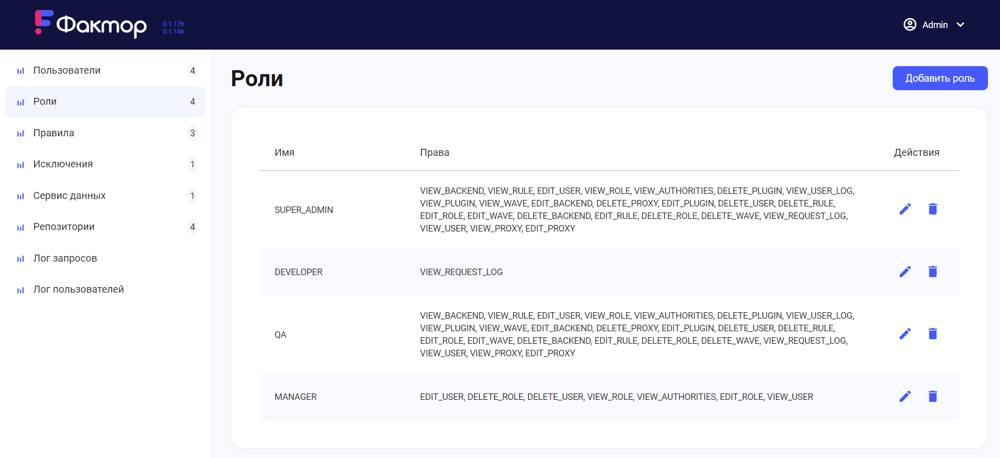 Фактор
0.1.176
0.1.146
Admin
Пользователи 4
Роли 4
Правила 3
Исключения 1
Сервис данных 1
Репозитории 4
Лог запросов
Лог пользователей
Роли
Добавить роль
Имя Права Действия
SUPER_ADMIN
VIEW_BACKEND, VIEW_RULE, EDIT_USER, VIEW_ROLE, VIEW_AUTHORITIES, DELETE_PLUGIN, VIEW_USER_LOG,
VIEW_PLUGIN, VIEW_WAVE, EDIT_BACKEND, DELETE_PROXY, EDIT_PLUGIN, DELETE_USER, DELETE_RULE,
EDIT_ROLE, EDIT_WAVE, DELETE_BACKEND, EDIT_RULE, DELETE_ROLE, DELETE_WAVE, VIEW_REQUEST_LOG,
VIEW_USER, VIEW_PROXY, EDIT_PROXY
DEVELOPER VIEW_REQUEST_LOG
QA
VIEW_BACKEND, VIEW_RULE, EDIT_USER, VIEW_ROLE, VIEW_AUTHORITIES, DELETE_PLUGIN, VIEW_USER_LOG,
VIEW_PLUGIN, VIEW_WAVE, EDIT_BACKEND, DELETE_PROXY, EDIT_PLUGIN, DELETE_USER, DELETE_RULE,
EDIT_ROLE, EDIT_WAVE, DELETE_BACKEND, EDIT_RULE, DELETE_ROLE, DELETE_WAVE, VIEW_REQUEST_LOG,
VIEW_USER, VIEW_PROXY, EDIT_PROXY
MANAGER EDIT_USER, DELETE_ROLE, DELETE_USER, VIEW_ROLE, VIEW_AUTHORITIES, EDIT_ROLE, VIEW_USER